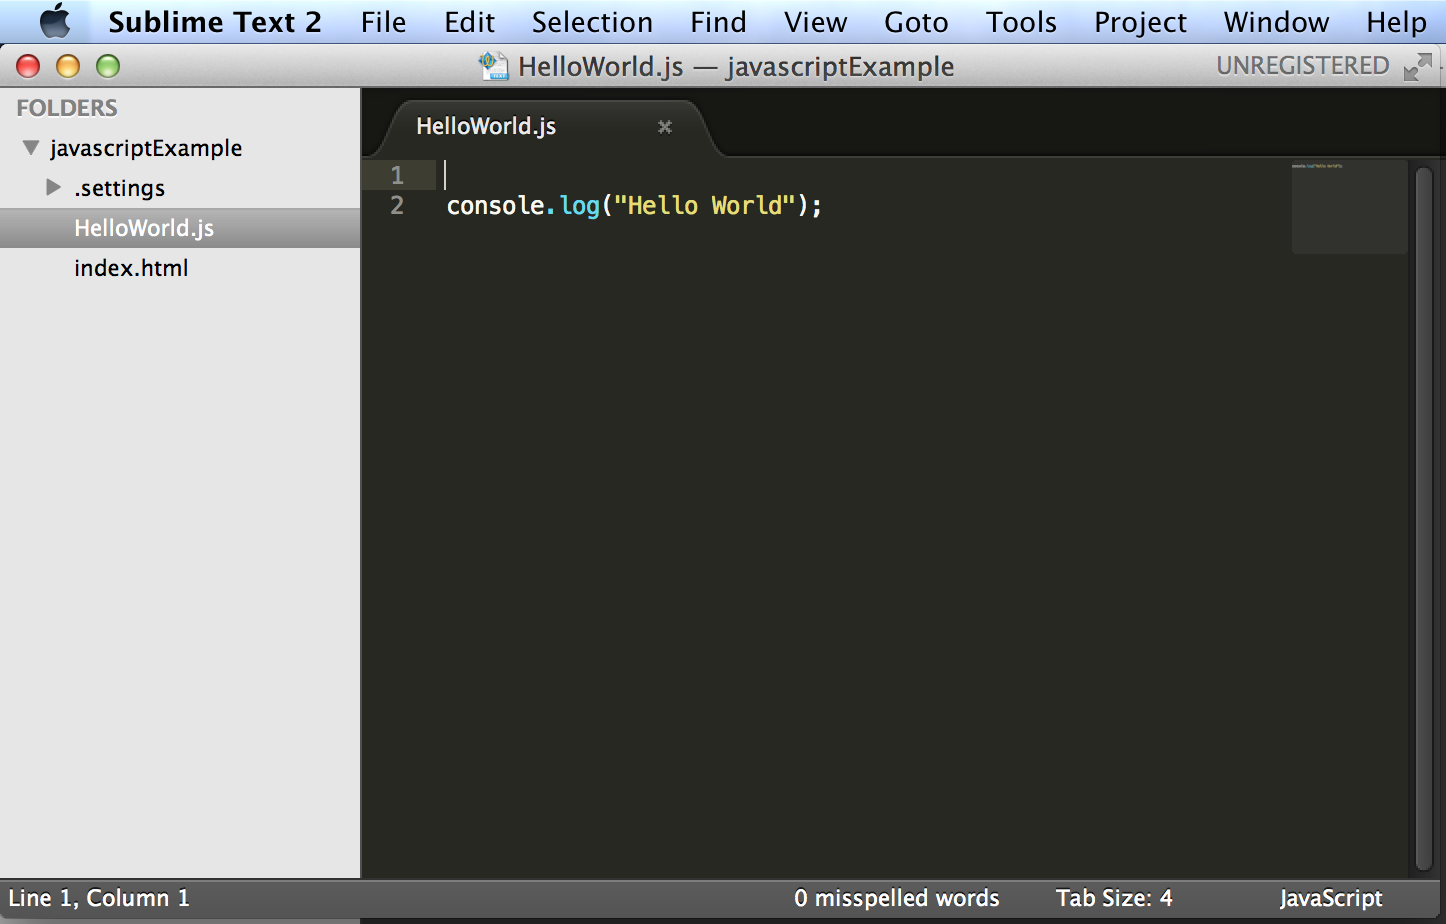 Sublime Text 2 File Edit Selection Find View Goto Tools Project Window Help
HelloWorld.js — javascriptExample UNREGISTERED
FOLDERS
javascriptExample
.settings
HelloWorld.js
index.html
HelloWorld.js
1
2 console.log("Hello World");
Line 1, Column 1 0 misspelled words Tab Size: 4 JavaScript